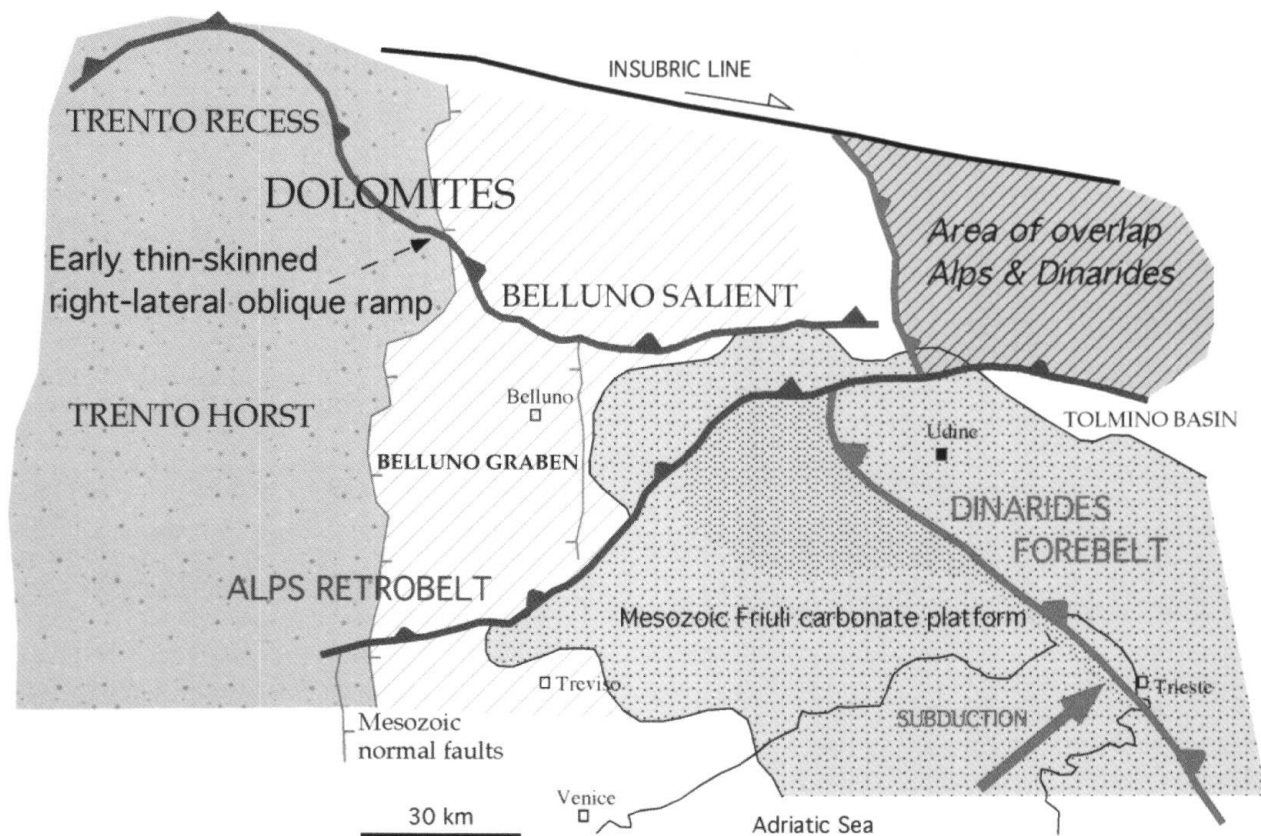 INSUBRIC LINE
TRENTO RECESS
DOLOMITES
Area of overlap
Alps & Dinarides
Early thin-skinned
right-lateral oblique ramp
BELLUNO SALIENT
Belluno
TRENTO HORST
TOLMINO BASIN
Udine
BELLUNO GRABEN
DINARIDES
FOREBELT
ALPS RETROBELT
Mesozoic Friuli carbonate platform
Treviso
Trieste
SUBDUCTION
Mesozoic
normal faults
Venice
30 km
Adriatic Sea